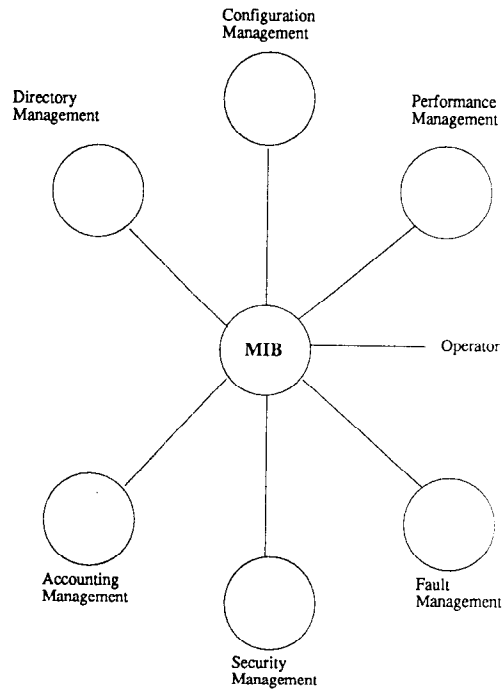 Configuration
Management
Directory
Management
Performance
Management
MIB
Operator
Accounting
Management
Fault
Management
Security
Management